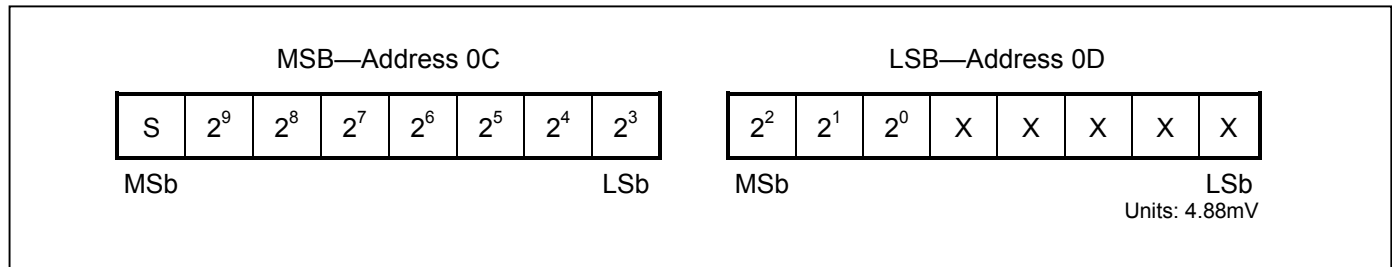 MSB—Address 0C LSB—Address 0D
S 2⁹ 2⁸ 2⁷ 2⁶ 2⁵ 2⁴ 2³ 2² 2¹ 2⁰ X X X X X
MSb LSb MSb LSb
Units: 4.88mV